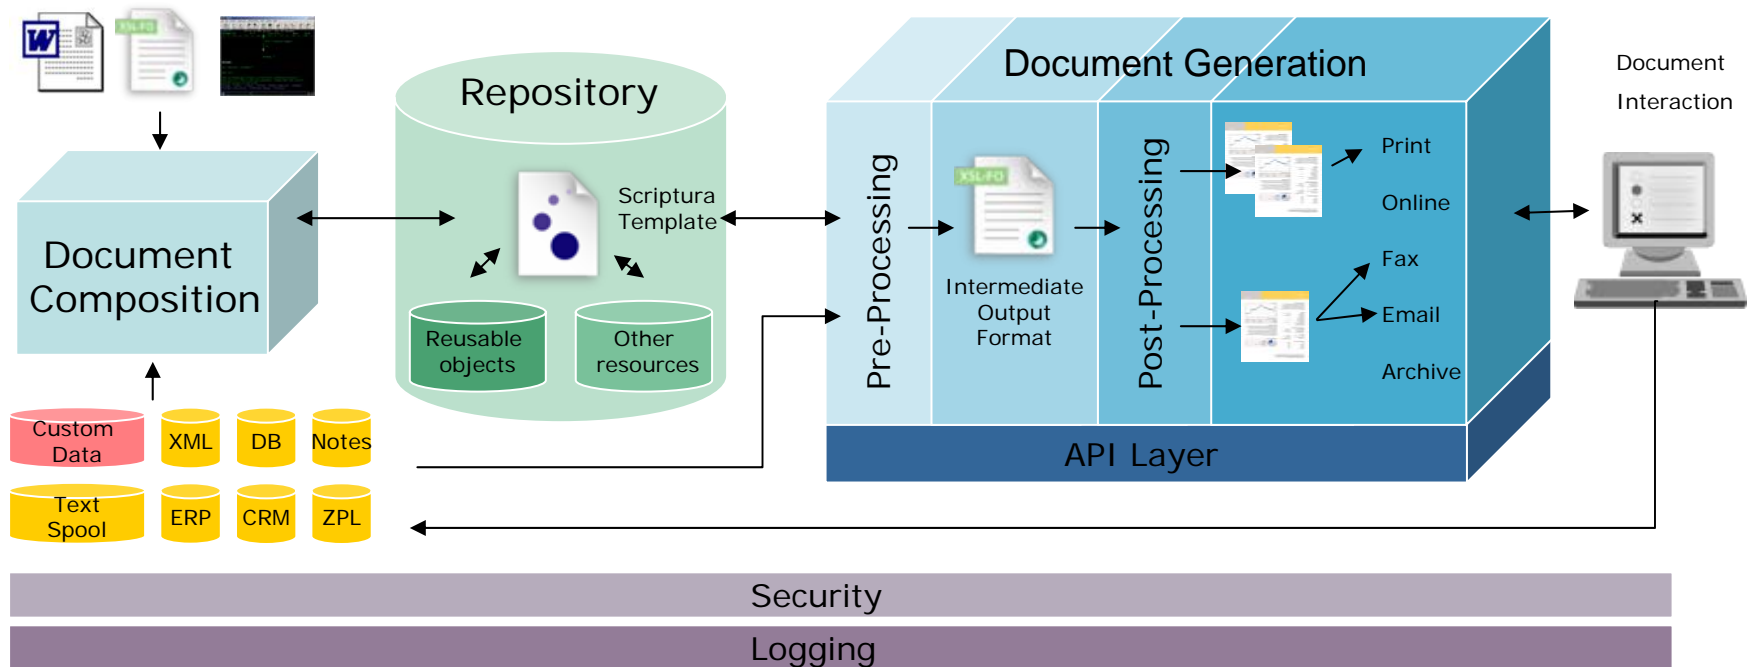 W
XSL-FO
Document
Composition
Custom
Data
XML
DB
Notes
Text
Spool
ERP
CRM
ZPL
Repository
Scriptura
Template
Reusable
objects
Other
resources
Document Generation
Pre-Processing
XSL-FO
Intermediate
Output
Format
Post-Processing
Print
Online
Fax
Email
Archive
API Layer
Document
Interaction
Security
Logging